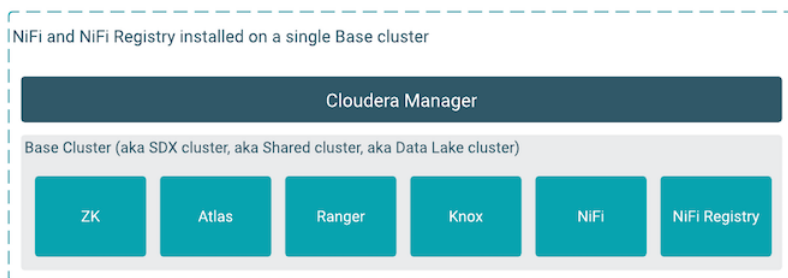 NiFi and NiFi Registry installed on a single Base cluster
Cloudera Manager
Base Cluster (aka SDX cluster, aka Shared cluster, aka Data Lake cluster)
ZK
Atlas
Ranger
Knox
NiFi
NiFi Registry